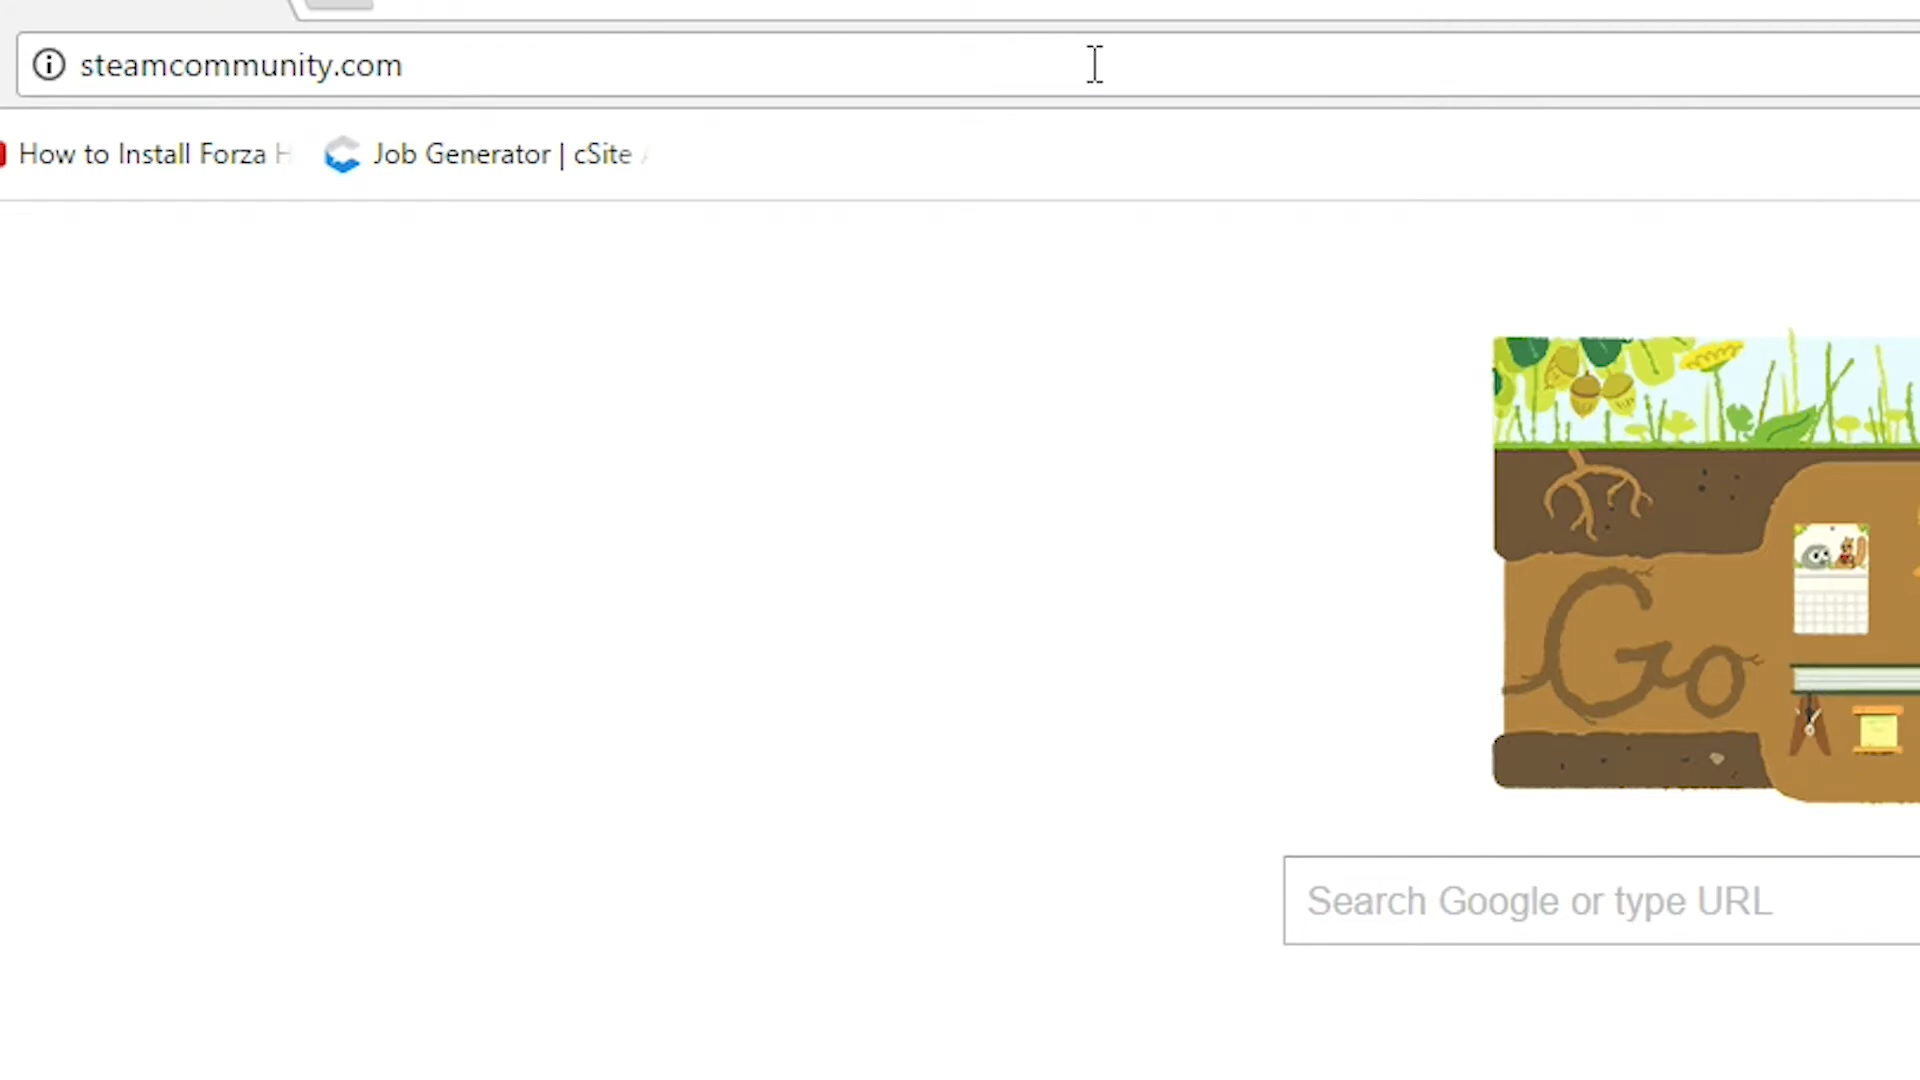 steamcommunity.com
How to Install Forza H
Job Generator | cSite
Go
Search Google or type URL